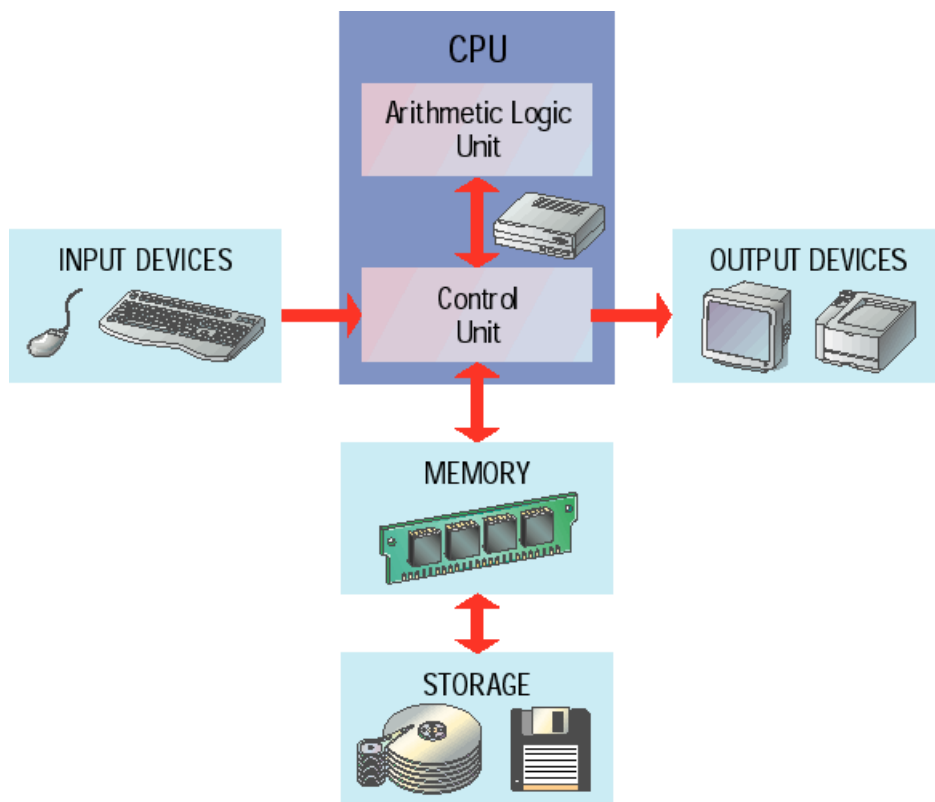 CPU
Arithmetic Logic
Unit
INPUT DEVICES
Control
Unit
OUTPUT DEVICES
MEMORY
STORAGE